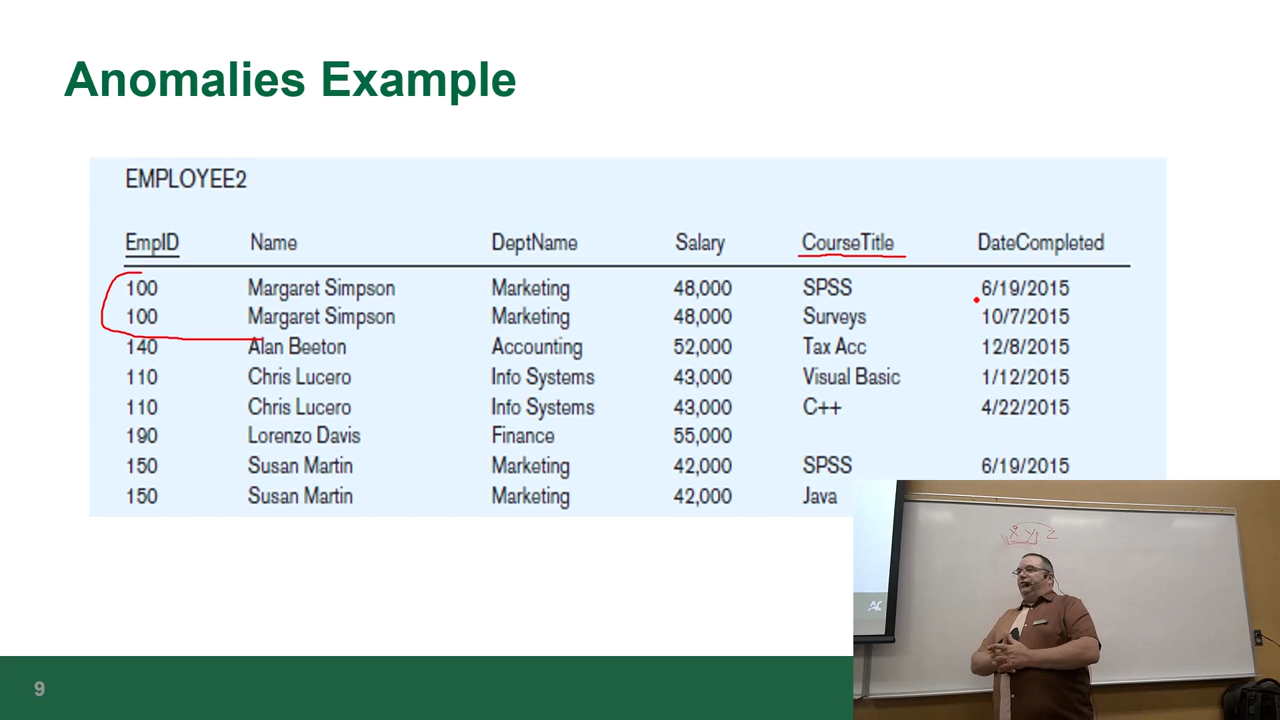 Anomalies Example
EMPLOYEE2
EmpID Name DeptName Salary CourseTitle DateCompleted
100 Margaret Simpson Marketing 48,000 SPSS 6/19/2015
100 Margaret Simpson Marketing 48,000 Surveys 10/7/2015
140 Alan Beeton Accounting 52,000 Tax Acc 12/8/2015
110 Chris Lucero Info Systems 43,000 Visual Basic 1/12/2015
110 Chris Lucero Info Systems 43,000 C++ 4/22/2015
190 Lorenzo Davis Finance 55,000
150 Susan Martin Marketing 42,000 SPSS 6/19/2015
150 Susan Martin Marketing 42,000 Java
X Y Z
9